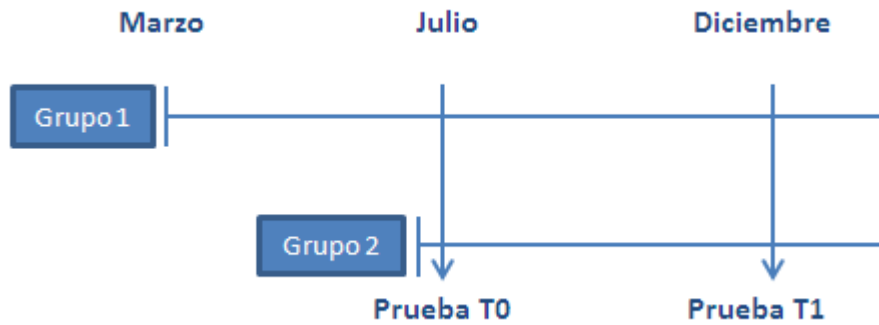 Marzo
Julio
Diciembre
Grupo 1
Grupo 2
Prueba T0
Prueba T1